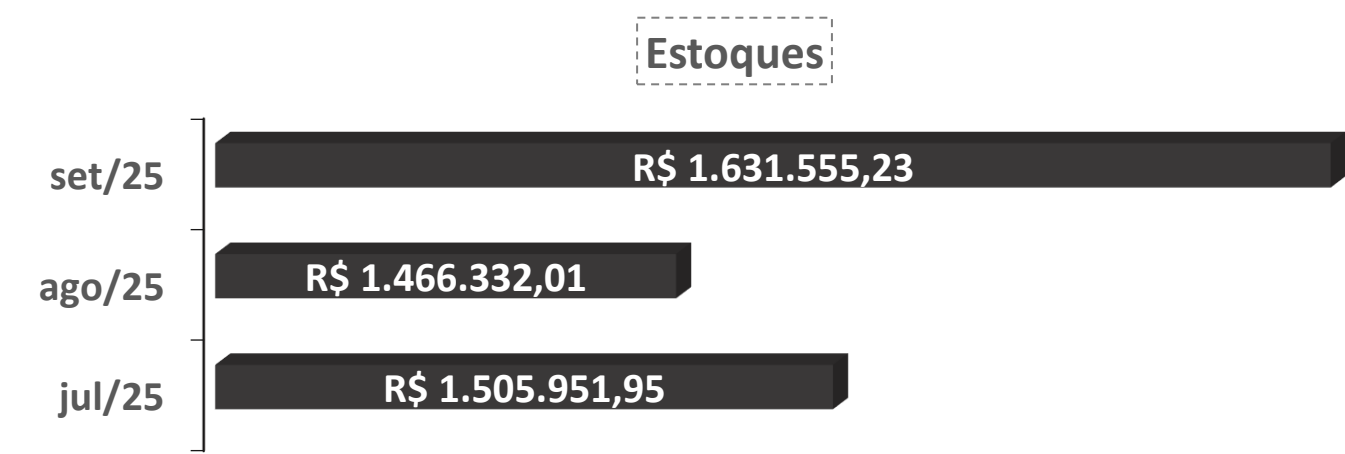 Estoques
set/25
R$ 1.631.555,23
ago/25
R$ 1.466.332,01
jul/25
R$ 1.505.951,95